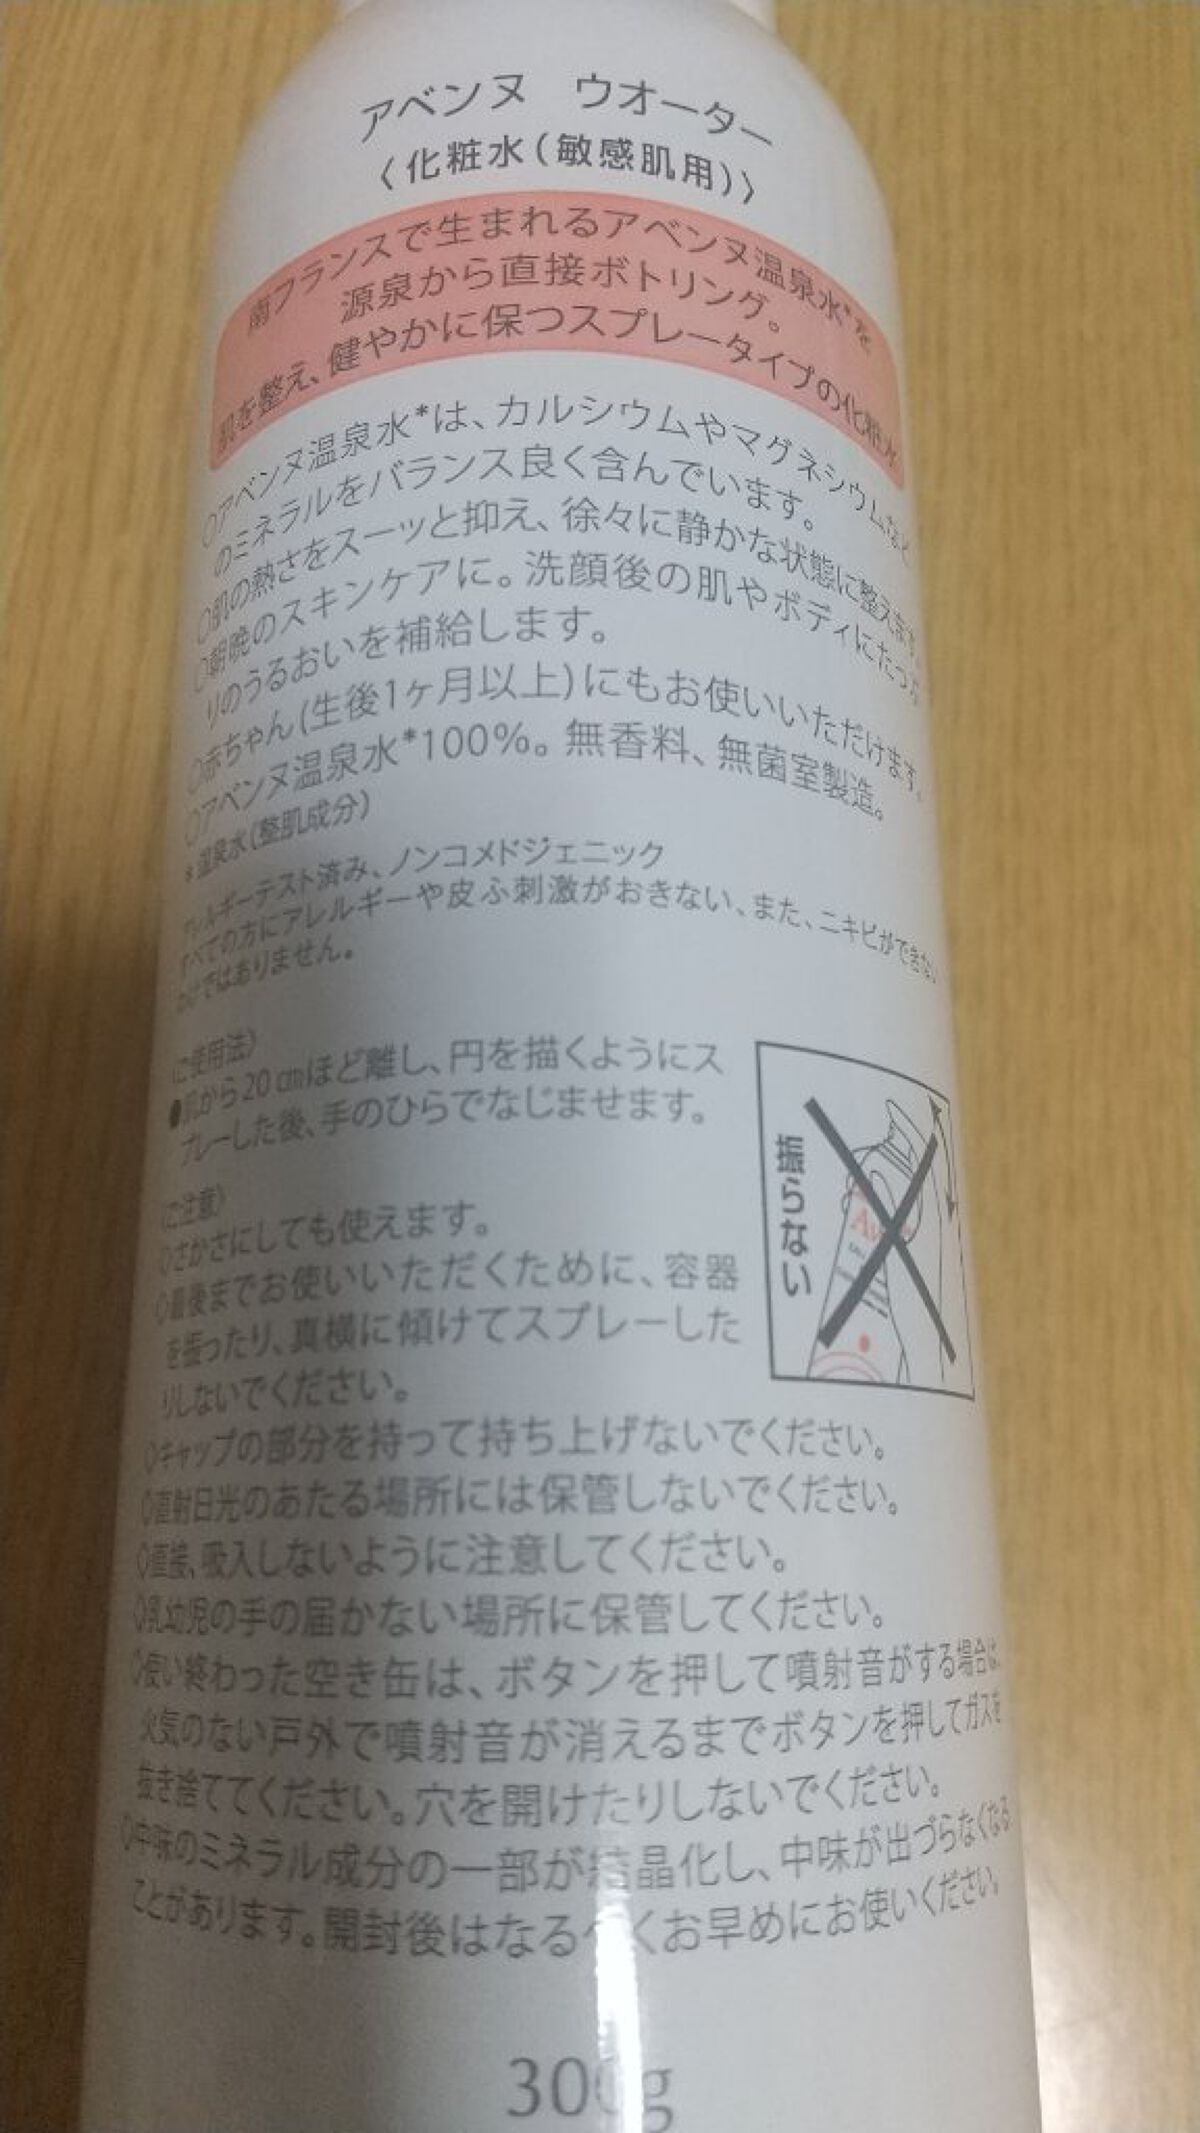 アベンヌ ウオーター
〈化粧水(敏感肌用)〉
南フランスで生まれるアベンヌ温泉水*を
源泉から直接ボトリング。
肌を整え、健やかに保つスプレータイプの化粧水
○アベンヌ温泉水*は、カルシウムやマグネシウムなど
のミネラルをバランス良く含んでいます。
○肌の熱さをスーッと抑え、徐々に静かな状態に整えます。
○朝晩のスキンケアに。洗顔後の肌やボディにたっぷ
りのうるおいを補給します。
○赤ちゃん(生後1ヶ月以上)にもお使いいただけます。
○アベンヌ温泉水*100%。無香料、無菌室製造。
*温泉水(整肌成分)
アレルギーテスト済み、ノンコメドジェニック
すべての方にアレルギーや皮ふ刺激がおきない、また、ニキビができない
わけではありません。
ご使用法〉
●肌から20㎝ほど離し、円を描くようにス
プレーした後、手のひらでなじませます。
ご注意〉
◇さかさにしても使えます。
◇最後までお使いいただくために、容器
を振ったり、真横に傾けてスプレーした
りしないでください。
振らない
◇キャップの部分を持って持ち上げないでください。
◇直射日光のあたる場所には保管しないでください。
◇直接、吸入しないように注意してください。
◇乳幼児の手の届かない場所に保管してください。
◇使い終わった空き缶は、ボタンを押して噴射音がする場合は、
火気のない戸外で噴射音が消えるまでボタンを押してガスを
抜き捨ててください。穴を開けたりしないでください。
◇中味のミネラル成分の一部が結晶化し、中味が出づらなくなる
ことがあります。開封後はなるべくお早めにお使いください。
300g